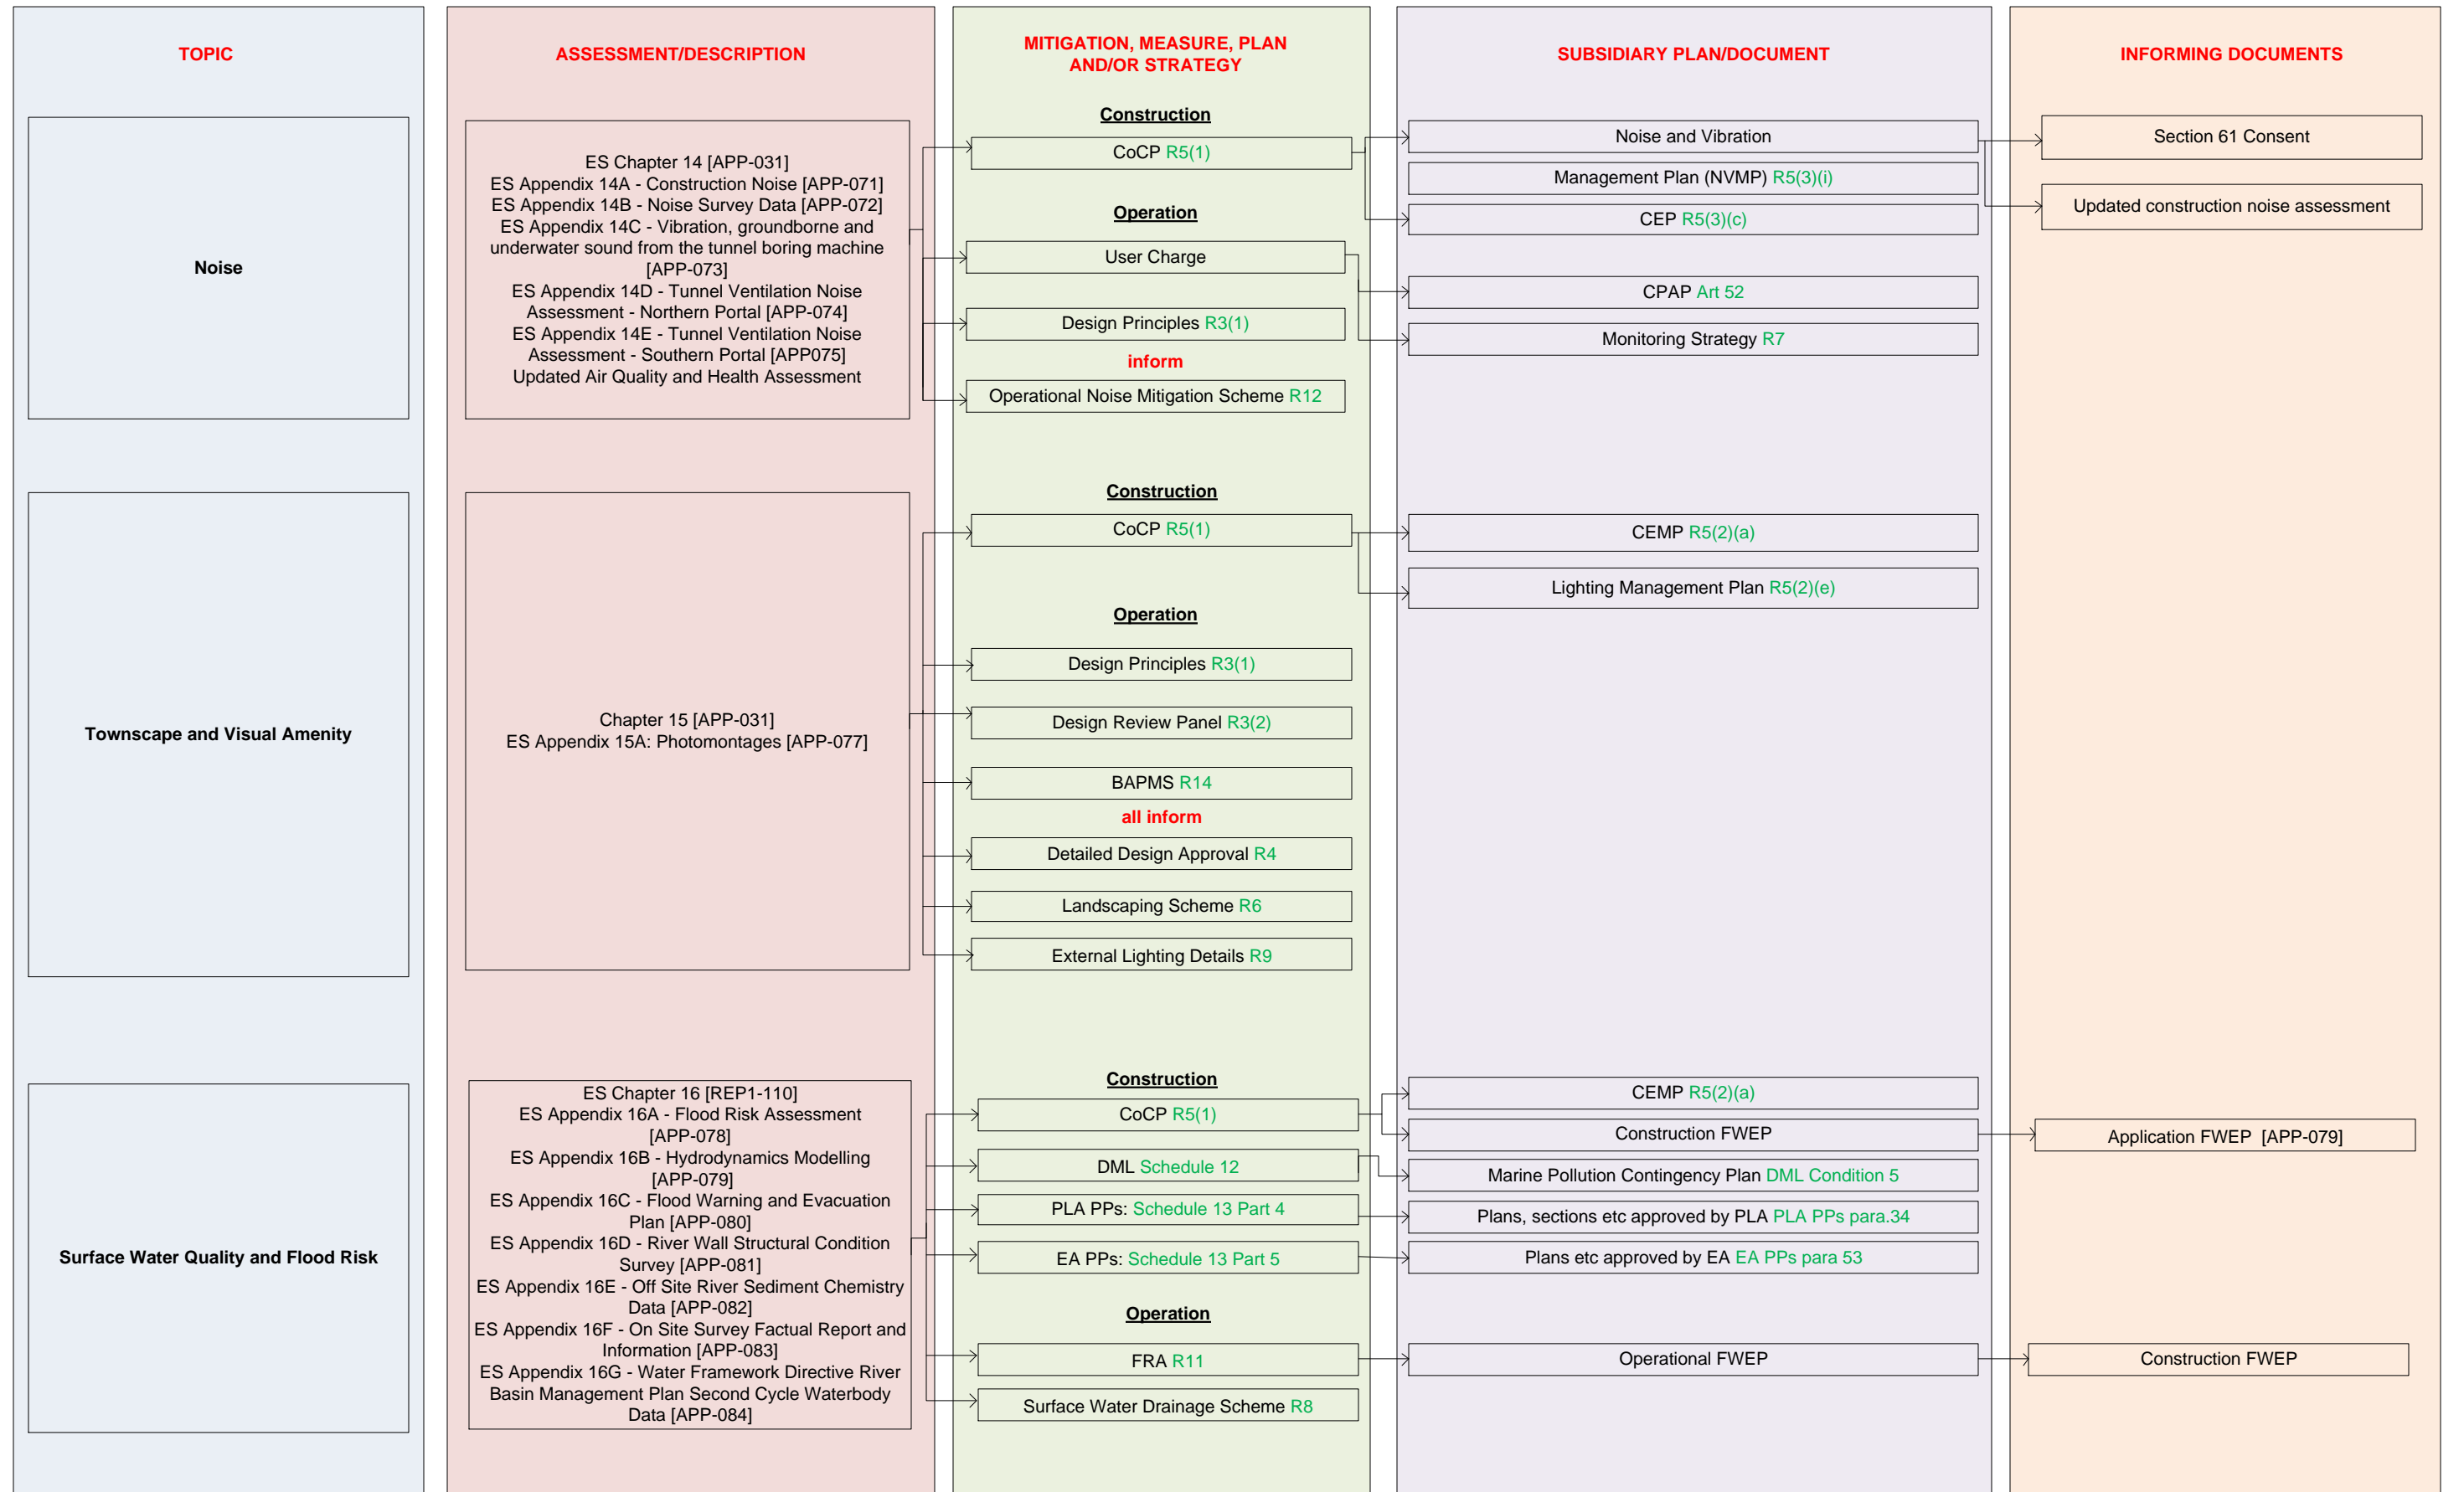 TOPIC
ASSESSMENT/DESCRIPTION
MITIGATION, MEASURE, PLAN
AND/OR STRATEGY
SUBSIDIARY PLAN/DOCUMENT
INFORMING DOCUMENTS
Noise
ES Chapter 14 [APP-031]
ES Appendix 14A - Construction Noise [APP-071]
ES Appendix 14B - Noise Survey Data [APP-072]
ES Appendix 14C - Vibration, groundborne and
underwater sound from the tunnel boring machine
[APP-073]
ES Appendix 14D - Tunnel Ventilation Noise
Assessment - Northern Portal [APP-074]
ES Appendix 14E - Tunnel Ventilation Noise
Assessment - Southern Portal [APP075]
Updated Air Quality and Health Assessment
Construction
CoCP R5(1)
Operation
User Charge
Design Principles R3(1)
inform
Operational Noise Mitigation Scheme R12
Noise and Vibration
Management Plan (NVMP) R5(3)(i)
CEP R5(3)(c)
CPAP Art 52
Monitoring Strategy R7
Section 61 Consent
Updated construction noise assessment
Townscape and Visual Amenity
Chapter 15 [APP-031]
ES Appendix 15A: Photomontages [APP-077]
Construction
CoCP R5(1)
Operation
Design Principles R3(1)
Design Review Panel R3(2)
BAPMS R14
all inform
Detailed Design Approval R4
Landscaping Scheme R6
External Lighting Details R9
CEMP R5(2)(a)
Lighting Management Plan R5(2)(e)
Surface Water Quality and Flood Risk
ES Chapter 16 [REP1-110]
ES Appendix 16A - Flood Risk Assessment
[APP-078]
ES Appendix 16B - Hydrodynamics Modelling
[APP-079]
ES Appendix 16C - Flood Warning and Evacuation
Plan [APP-080]
ES Appendix 16D - River Wall Structural Condition
Survey [APP-081]
ES Appendix 16E - Off Site River Sediment Chemistry
Data [APP-082]
ES Appendix 16F - On Site Survey Factual Report and
Information [APP-083]
ES Appendix 16G - Water Framework Directive River
Basin Management Plan Second Cycle Waterbody
Data [APP-084]
Construction
CoCP R5(1)
DML Schedule 12
PLA PPs: Schedule 13 Part 4
EA PPs: Schedule 13 Part 5
Operation
FRA R11
Surface Water Drainage Scheme R8
CEMP R5(2)(a)
Construction FWEP
Marine Pollution Contingency Plan DML Condition 5
Plans, sections etc approved by PLA PLA PPs para.34
Plans etc approved by EA EA PPs para 53
Operational FWEP
Application FWEP [APP-079]
Construction FWEP